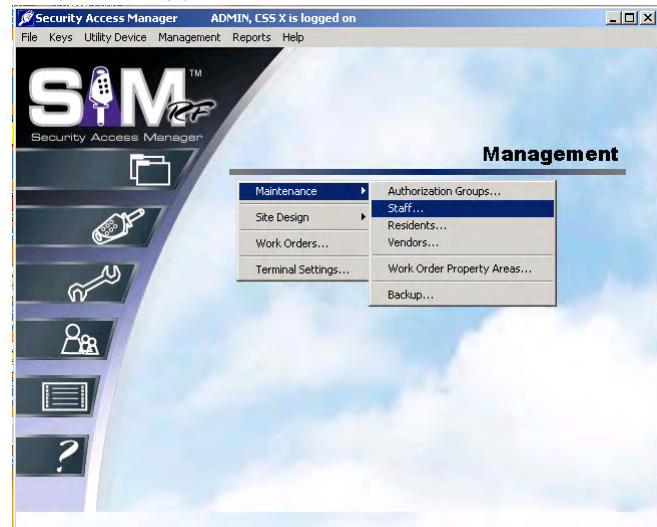 Security Access Manager ADMIN, CSS X is logged on
File Keys Utility Device Management Reports Help
SAM TM
RF
Security Access Manager
Management
Maintenance
Authorization Groups...
Staff...
Site Design
Residents...
Work Orders...
Vendors...
Terminal Settings...
Work Order Property Areas...
Backup...
?